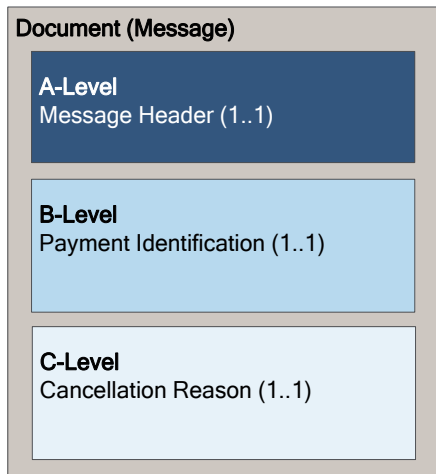 Document (Message)
A-Level
Message Header (1..1)
B-Level
Payment Identification (1..1)
C-Level
Cancellation Reason (1..1)